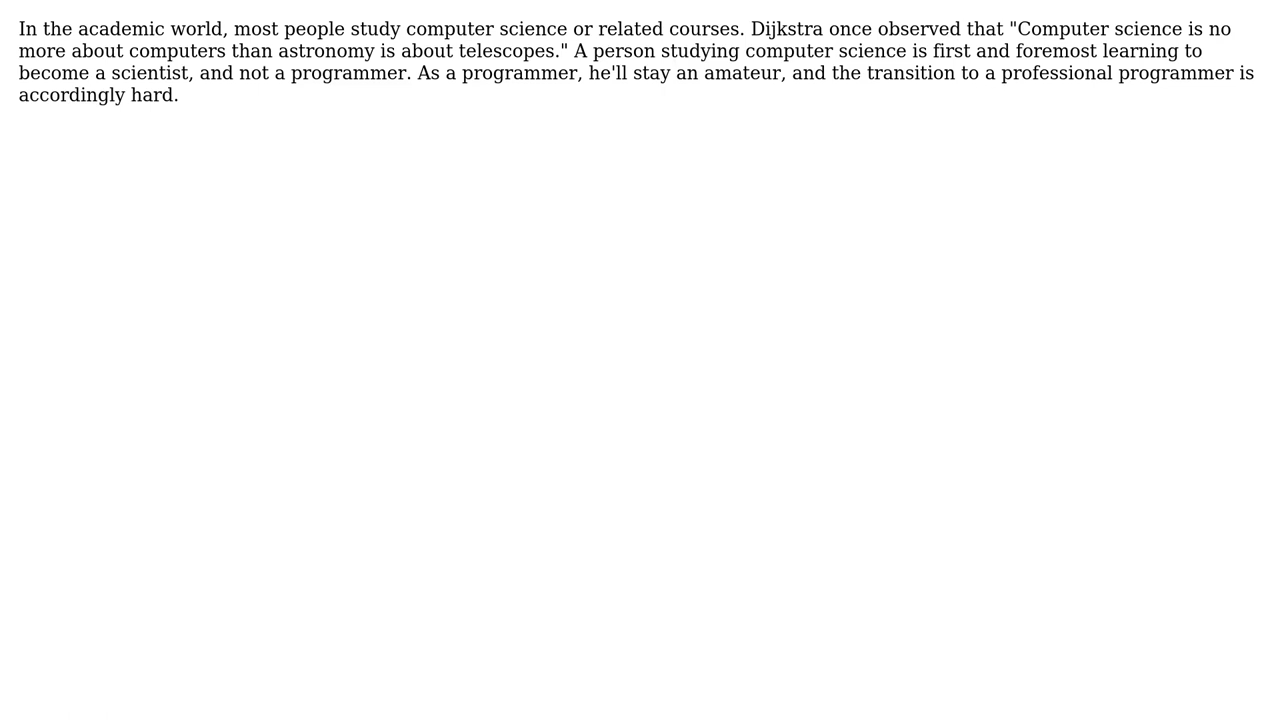 In the academic world, most people study computer science or related courses. Dijkstra once observed that "Computer science is no
more about computers than astronomy is about telescopes." A person studying computer science is first and foremost learning to
become a scientist, and not a programmer. As a programmer, he'll stay an amateur, and the transition to a professional programmer is
accordingly hard.